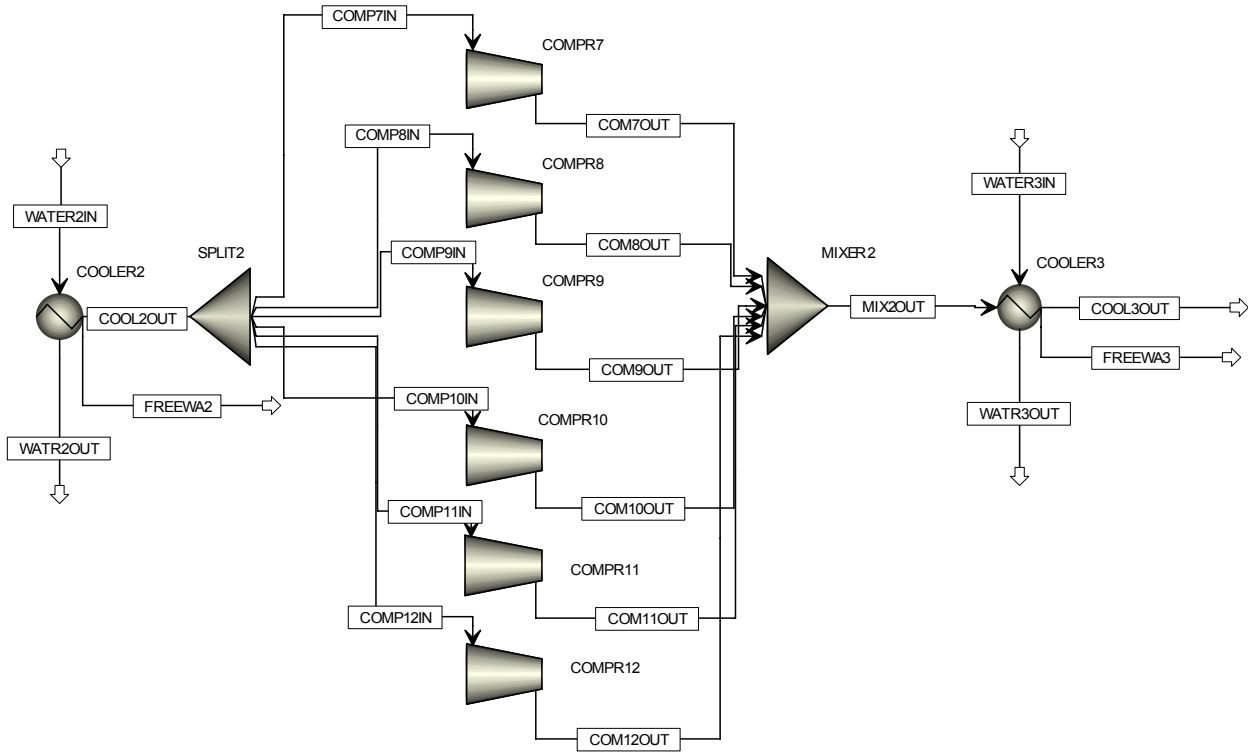 COMP7IN
COMPR7
COM7OUT
COMP8IN
COMPR8
WATER3IN
WATER2IN
COM8OUT
COMP9IN
SPLIT2
MIXER2
COOLER2
COOLER3
COMPR9
MIX2OUT
COOL3OUT
COOL2OUT
FREEWA3
COM9OUT
COMP10IN
FREEWA2
WATR3OUT
COMPR10
WATR2OUT
COM10OUT
COMP11IN
COMPR11
COMP12IN
COM11OUT
COMPR12
COM12OUT